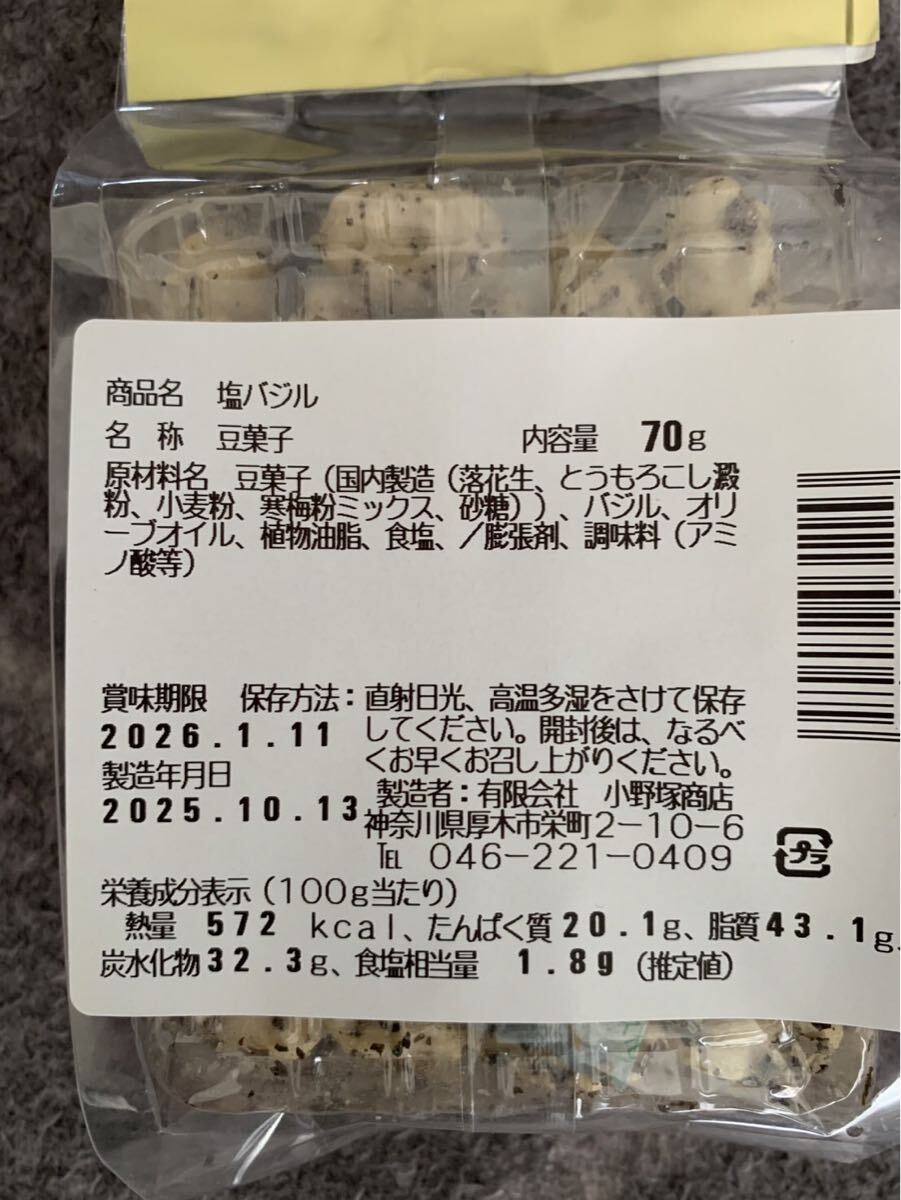 商品名 塩バジル
名 称 豆菓子 内容量 70g
原材料名 豆菓子(国内製造(落花生、とうもろこし澱
粉、小麦粉、寒梅粉ミックス、砂糖))、バジル、オリ
ーブオイル、植物油脂、食塩、/膨張剤、調味料(アミ
ノ酸等)
賞味期限 保存方法:直射日光、高温多湿をさけて保存
2026.1.11 してください。開封後は、なるべ
くお早くお召し上がりください。
製造年月日
2025.10.13
製造者:有限会社 小野塚商店
神奈川県厚木市栄町2-10-6
TEL 046-221-0409
プラ
栄養成分表示(100g当たり)
熱量 572 kcal、たんぱく質20.1g、脂質43.1g、
炭水化物32.3g、食塩相当量 1.8g (推定値)